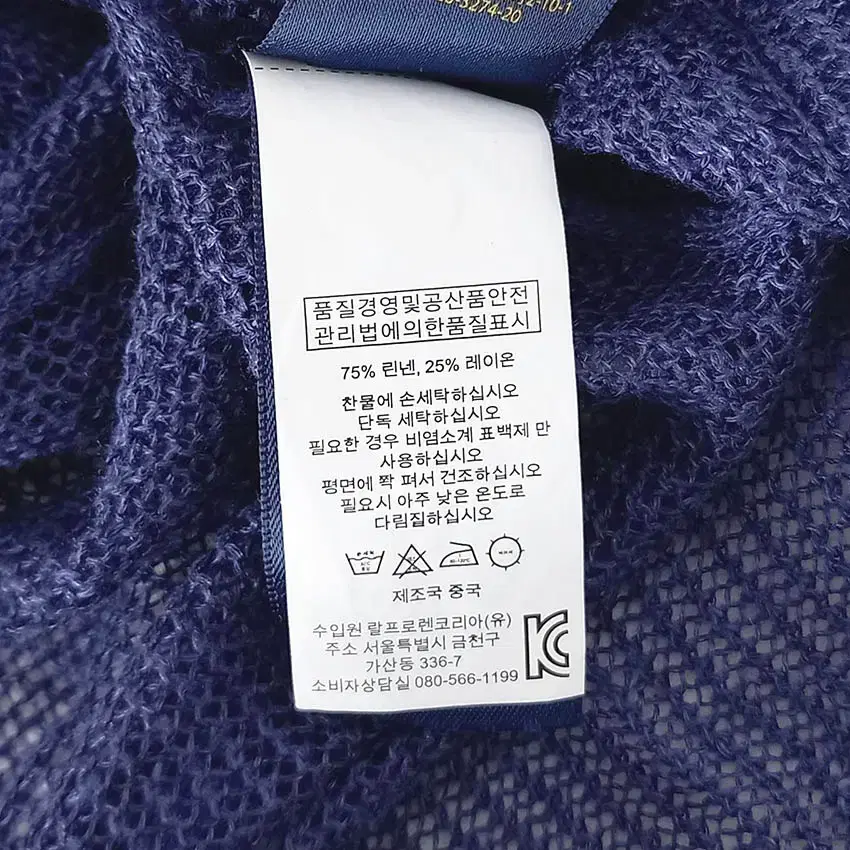 3274-20
품질경영및공산품안전
관리법에의한품질표시
75% 린넨, 25% 레이온
찬물에 손세탁하십시오
단독 세탁하십시오
필요한 경우 비염소계 표백제 만
사용하십시오
평면에 쫙 펴서 건조하십시오
필요시 아주 낮은 온도로
다림질하십시오
제조국 중국
수입원 랄프로렌코리아(유)
주소 서울특별시 금천구
가산동 336-7
소비자상담실 080-566-1199